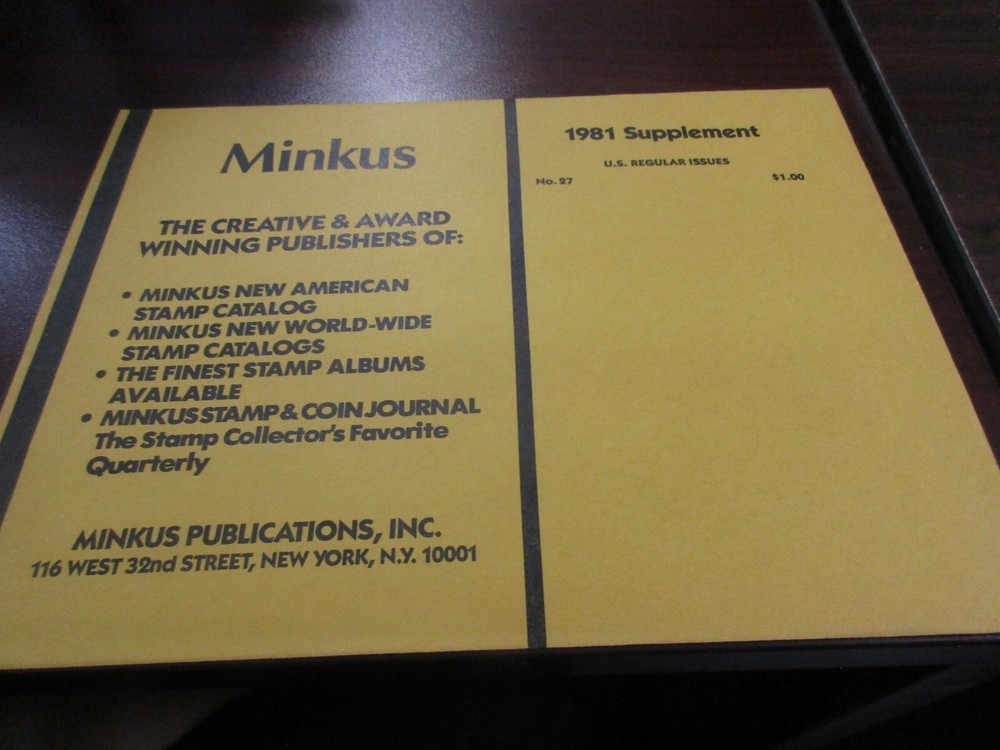 Minkus
THE CREATIVE & AWARD
WINNING PUBLISHERS OF:
• MINKUS NEW AMERICAN
STAMP CATALOG
• MINKUS NEW WORLD-WIDE
STAMP CATALOGS
• THE FINEST STAMP ALBUMS
AVAILABLE
• MINKUS STAMP & COIN JOURNAL
The Stamp Collector's Favorite
Quarterly
MINKUS PUBLICATIONS, INC.
116 WEST 32nd STREET, NEW YORK, N.Y. 10001
1981 Supplement
U.S. REGULAR ISSUES
No. 27 $1.00